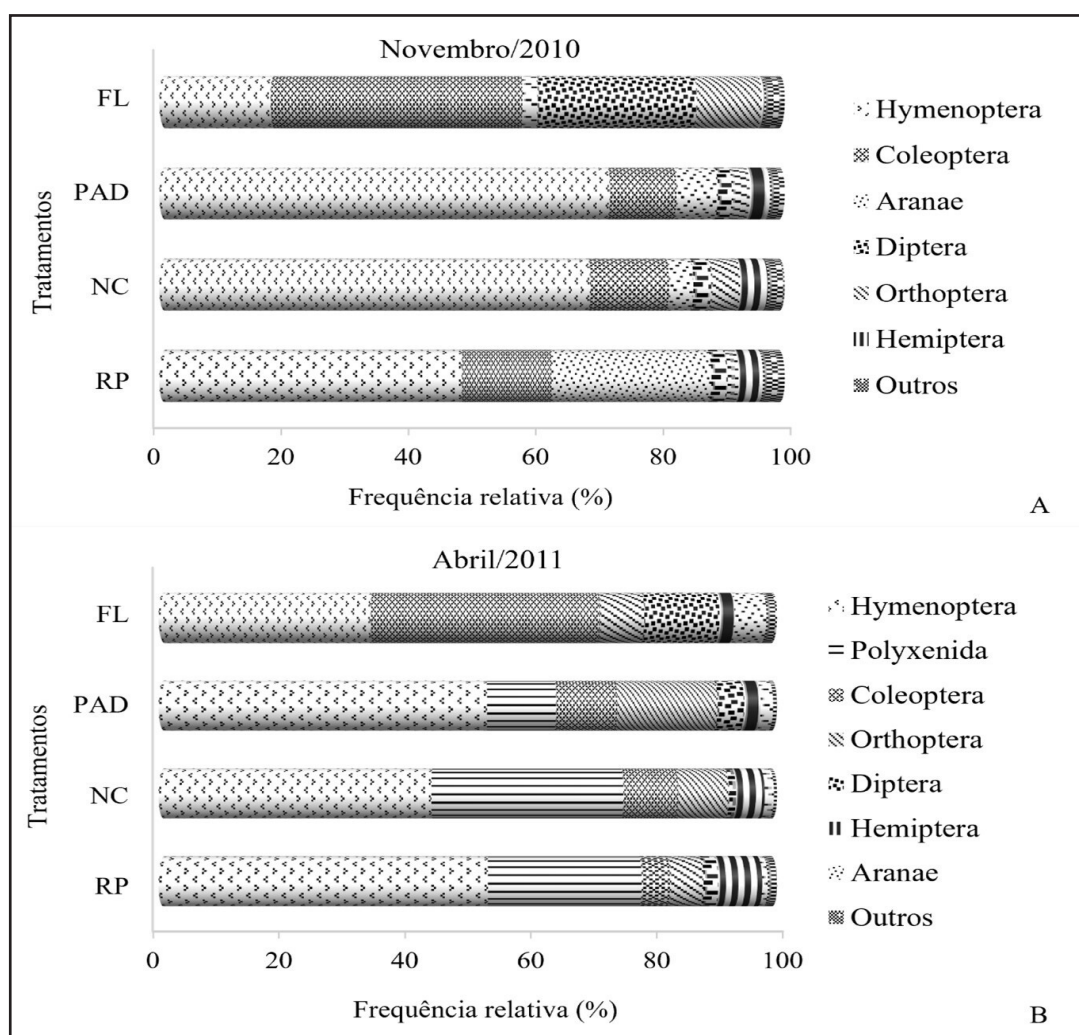 Novembro/2010
Tratamentos
FL
PAD
NC
RP
0 20 40 60 80 100
Frequência relativa (%)
Hymenoptera
Coleoptera
Aranae
Diptera
Orthoptera
Hemiptera
Outros
A
Abril/2011
Tratamentos
FL
PAD
NC
RP
0 20 40 60 80 100
Frequência relativa (%)
Hymenoptera
Polyxenida
Coleoptera
Orthoptera
Diptera
Hemiptera
Aranae
Outros
B